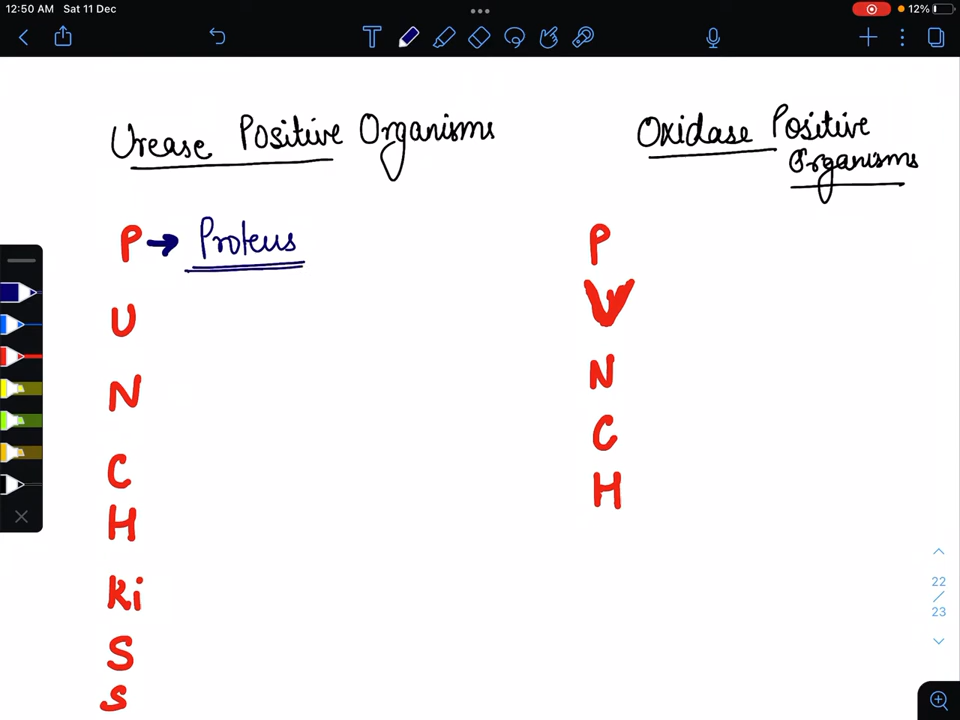 12:50 AM Sat 11 Dec
12%
T
Urease Positive Organisms
Oxidase Positive
Organisms
P → Proteus
U
N
C
H
Ki
S
S
P
V
N
C
H
22
/
23